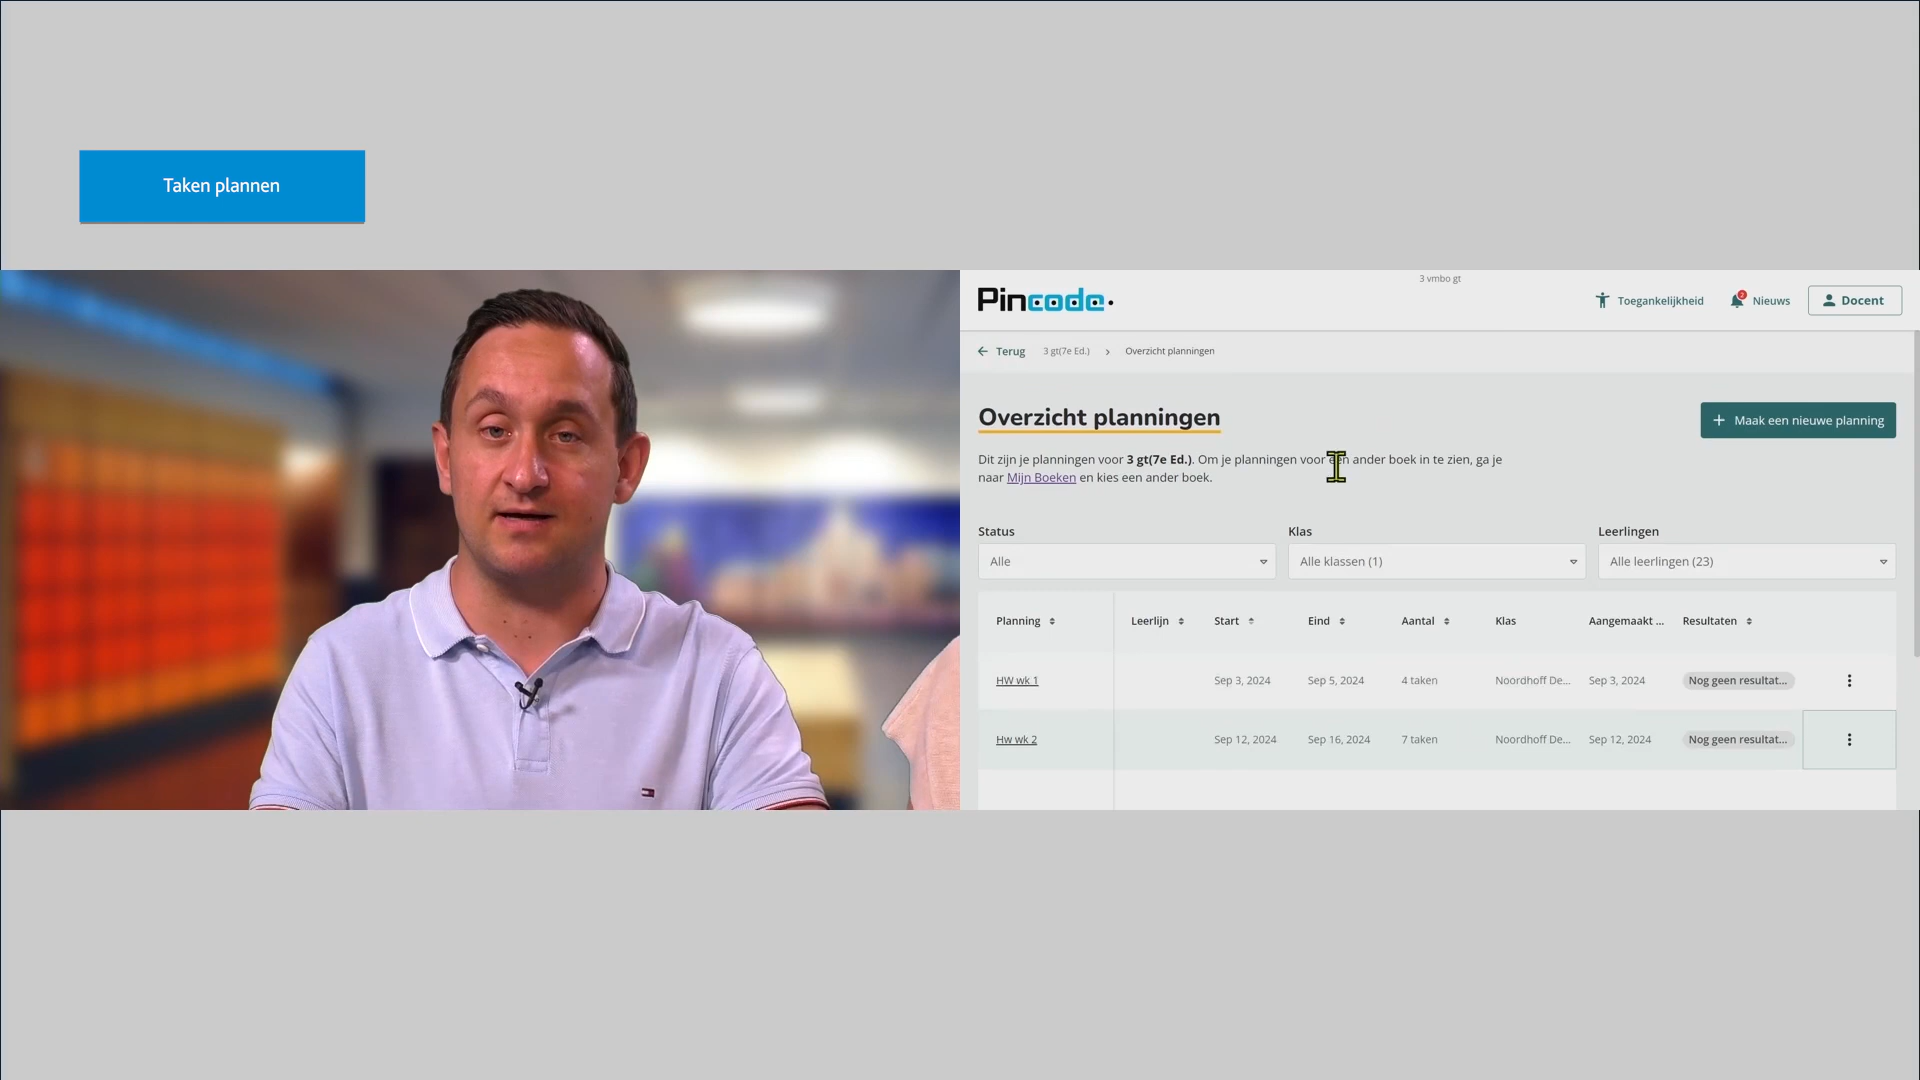 Taken plannen
3 vmbo gt
Pincode.
Toegankelijkheid
2
Nieuws
Docent
Terug
3 gt(7e Ed.)
Overzicht planningen
Overzicht planningen
Maak een nieuwe planning
Dit zijn je planningen voor 3 gt(7e Ed.). Om je planningen voor een ander boek in te zien, ga je
naar Mijn Boeken en kies een ander boek.
Status Klas Leerlingen
Alle Alle klassen (1) Alle leerlingen (23)
Planning Leerlijn Start Eind Aantal Klas Aangemaakt ... Resultaten
HW wk 1 Sep 3, 2024 Sep 5, 2024 4 taken Noordhoff De... Sep 3, 2024 Nog geen resultat...
Hw wk 2 Sep 12, 2024 Sep 16, 2024 7 taken Noordhoff De... Sep 12, 2024 Nog geen resultat...